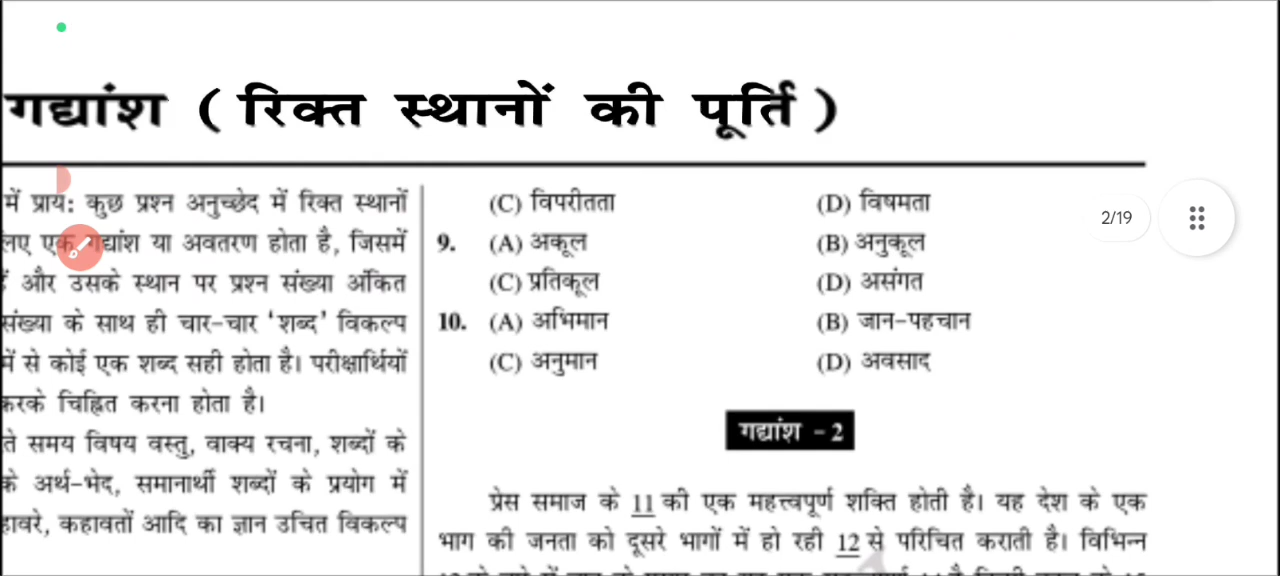 गद्यांश ( रिक्त स्थानों की पूर्ति )
में प्राय: कुछ प्रश्न अनुच्छेद में रिक्त स्थानों
लिए एक गद्यांश या अवतरण होता है, जिसमें
हैं और उसके स्थान पर प्रश्न संख्या अंकित
संख्या के साथ ही चार-चार ‘शब्द’ विकल्प
में से कोई एक शब्द सही होता है। परीक्षार्थियों
करके चिह्नित करना होता है।
ते समय विषय वस्तु, वाक्य रचना, शब्दों के
के अर्थ-भेद, समानार्थी शब्दों के प्रयोग में
हावरे, कहावतों आदि का ज्ञान उचित विकल्प
(C) विपरीतता (D) विषमता
9. (A) अकूल (B) अनुकूल
(C) प्रतिकूल (D) असंगत
10. (A) अभिमान (B) जान-पहचान
(C) अनुमान (D) अवसाद
गद्यांश - 2
प्रेस समाज के 11 की एक महत्त्वपूर्ण शक्ति होती है। यह देश के एक
भाग की जनता को दूसरे भागों में हो रही 12 से परिचित कराती है। विभिन्न
2/19